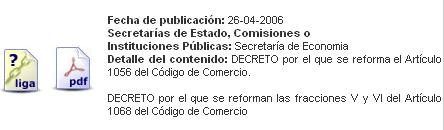 Fecha de publicación: 26-04-2006
Secretarías de Estado, Comisiones o
Instituciones Públicas: Secretaría de Economia
Detalle del contenido: DECRETO por el que se reforma el Artículo
1056 del Código de Comercio.
DECRETO por el que se reforman las fracciones V y VI del Artículo
1068 del Código de Comercio
?
liga
pdf